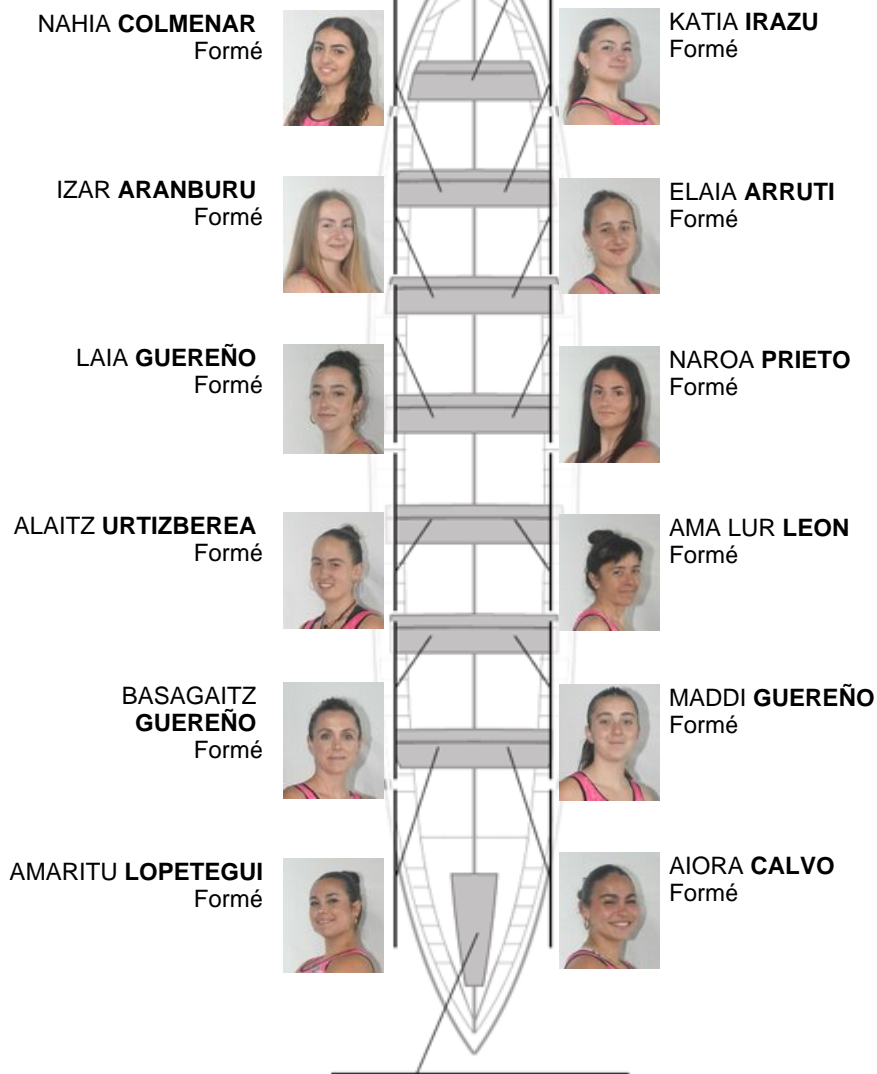 NAHIA COLMENAR
Formé
KATIA IRAZU
Formé
IZAR ARANBURU
Formé
ELAIA ARRUTI
Formé
LAIA GUEREÑO
Formé
NAROA PRIETO
Formé
ALAITZ URTIZBEREA
Formé
AMA LUR LEON
Formé
BASAGAITZ
GUEREÑO
Formé
MADDI GUEREÑO
Formé
AMARITU LOPETEGUI
Formé
AIORA CALVO
Formé